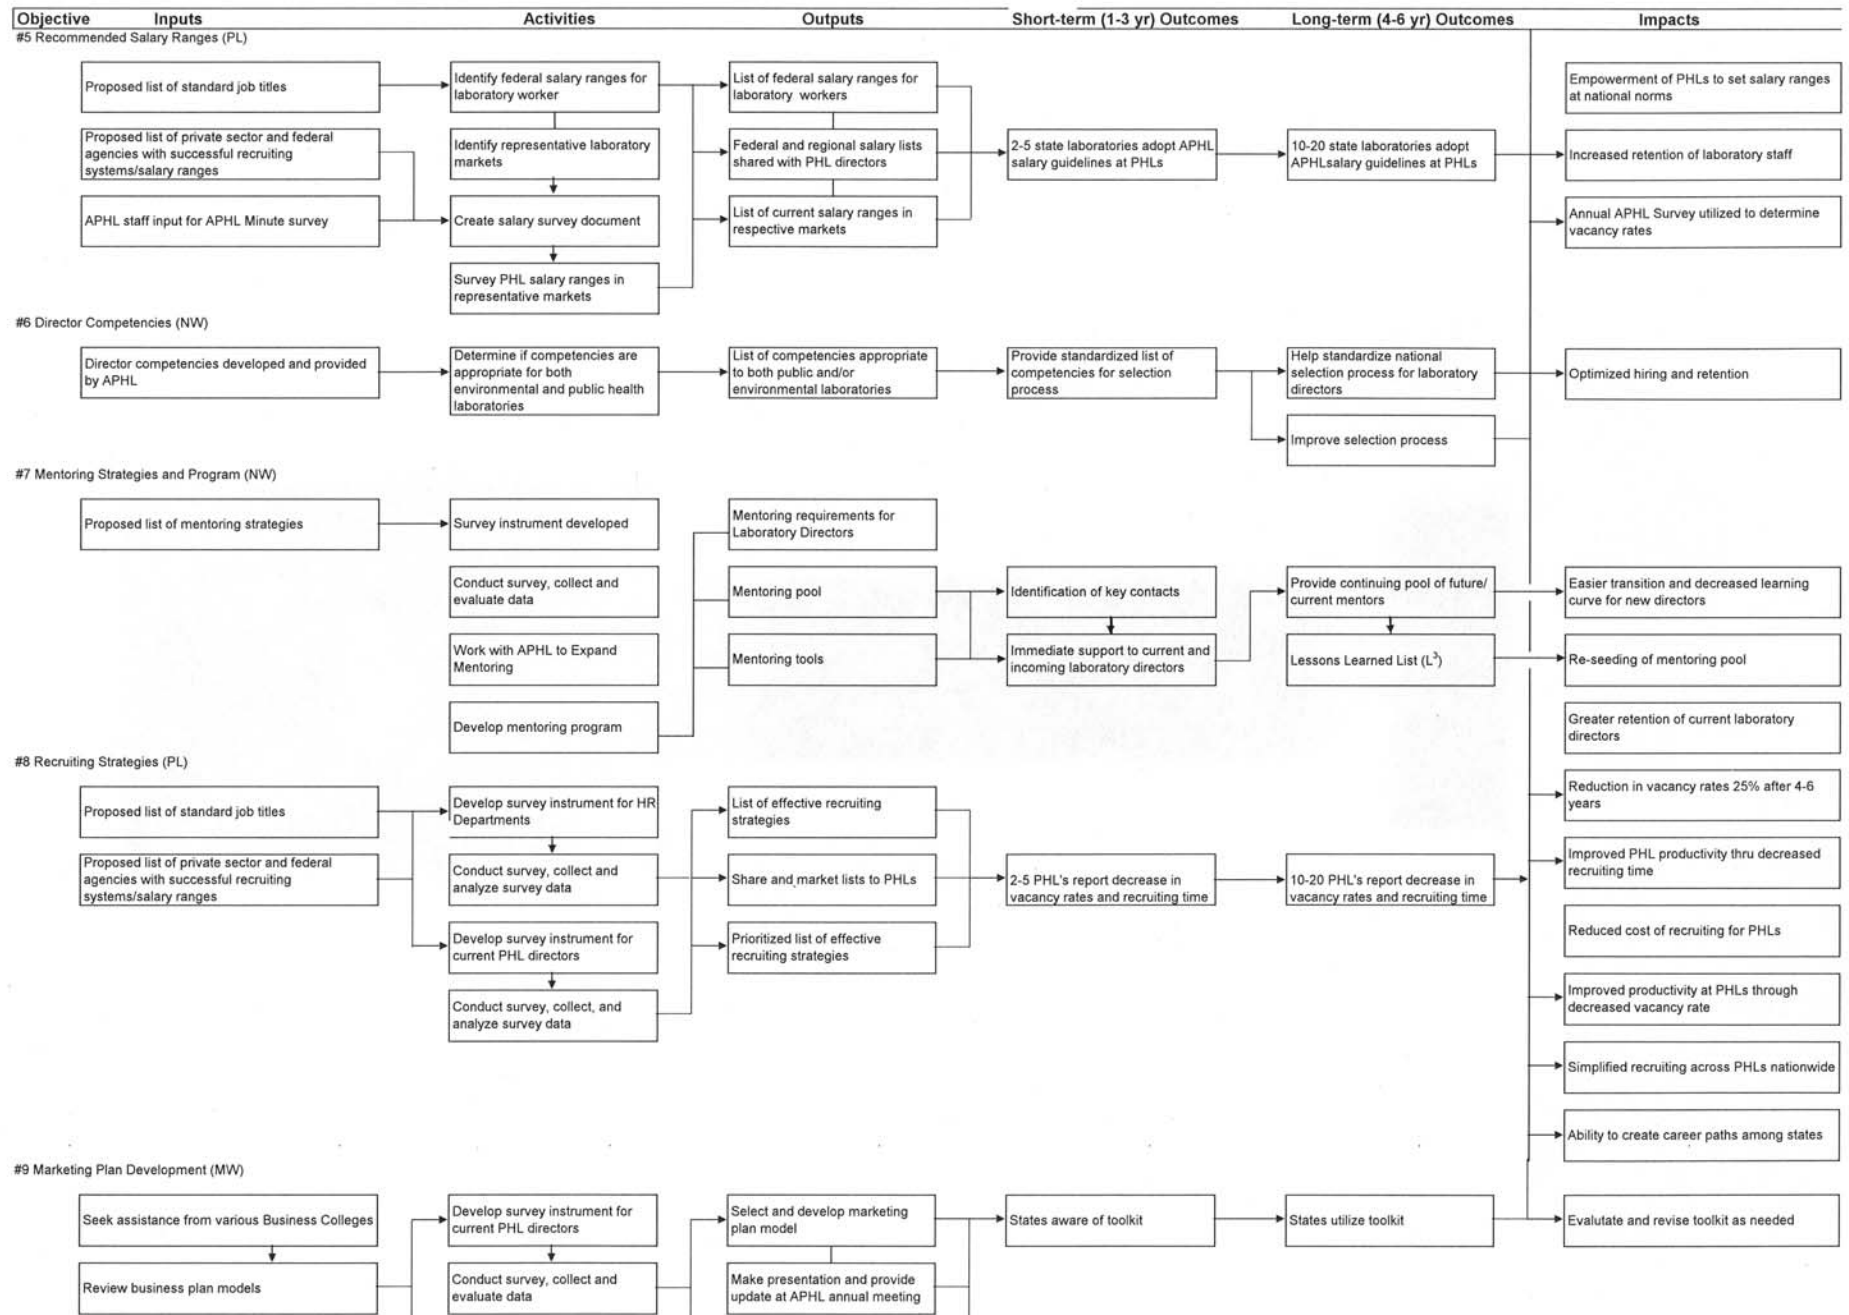 Objective Inputs Activities Outputs Short-term (1-3 yr) Outcomes Long-term (4-6 yr) Outcomes Impacts
#5 Recommended Salary Ranges (PL)
Proposed list of standard job titles
Identify federal salary ranges for
laboratory worker
List of federal salary ranges for
laboratory workers
Empowerment of PHLs to set salary ranges
at national norms
Proposed list of private sector and federal
agencies with successful recruiting
systems/salary ranges
Identify representative laboratory
markets
Federal and regional salary lists
shared with PHL directors
2-5 state laboratories adopt APHL
salary guidelines at PHLs
10-20 state laboratories adopt
APHLsalary guidelines at PHLs
Increased retention of laboratory staff
APHL staff input for APHL Minute survey
Create salary survey document
List of current salary ranges in
respective markets
Annual APHL Survey utilized to determine
vacancy rates
Survey PHL salary ranges in
representative markets
#6 Director Competencies (NW)
Director competencies developed and provided
by APHL
Determine if competencies are
appropriate for both
environmental and public health
laboratories
List of competencies appropriate
to both public and/or
environmental laboratories
Provide standardized list of
competencies for selection
process
Help standardize national
selection process for laboratory
directors
Optimized hiring and retention
Improve selection process
#7 Mentoring Strategies and Program (NW)
Proposed list of mentoring strategies
Survey instrument developed
Mentoring requirements for
Laboratory Directors
Conduct survey, collect and
evaluate data
Mentoring pool
Identification of key contacts
Provide continuing pool of future/
current mentors
Easier transition and decreased learning
curve for new directors
Work with APHL to Expand
Mentoring
Mentoring tools
Immediate support to current and
incoming laboratory directors
Lessons Learned List (L³)
Re-seeding of mentoring pool
Develop mentoring program
Greater retention of current laboratory
directors
#8 Recruiting Strategies (PL)
Proposed list of standard job titles
Develop survey instrument for HR
Departments
List of effective recruiting
strategies
Reduction in vacancy rates 25% after 4-6
years
Proposed list of private sector and federal
agencies with successful recruiting
systems/salary ranges
Conduct survey, collect and
analyze survey data
Share and market lists to PHLs
2-5 PHL's report decrease in
vacancy rates and recruiting time
10-20 PHL's report decrease in
vacancy rates and recruiting time
Improved PHL productivity thru decreased
recruiting time
Develop survey instrument for
current PHL directors
Prioritized list of effective
recruiting strategies
Reduced cost of recruiting for PHLs
Conduct survey, collect, and
analyze survey data
Improved productivity at PHLs through
decreased vacancy rate
Simplified recruiting across PHLs nationwide
Ability to create career paths among states
#9 Marketing Plan Development (MW)
Seek assistance from various Business Colleges
Develop survey instrument for
current PHL directors
Select and develop marketing
plan model
States aware of toolkit
States utilize toolkit
Evalutate and revise toolkit as needed
Review business plan models
Conduct survey, collect and
evaluate data
Make presentation and provide
update at APHL annual meeting